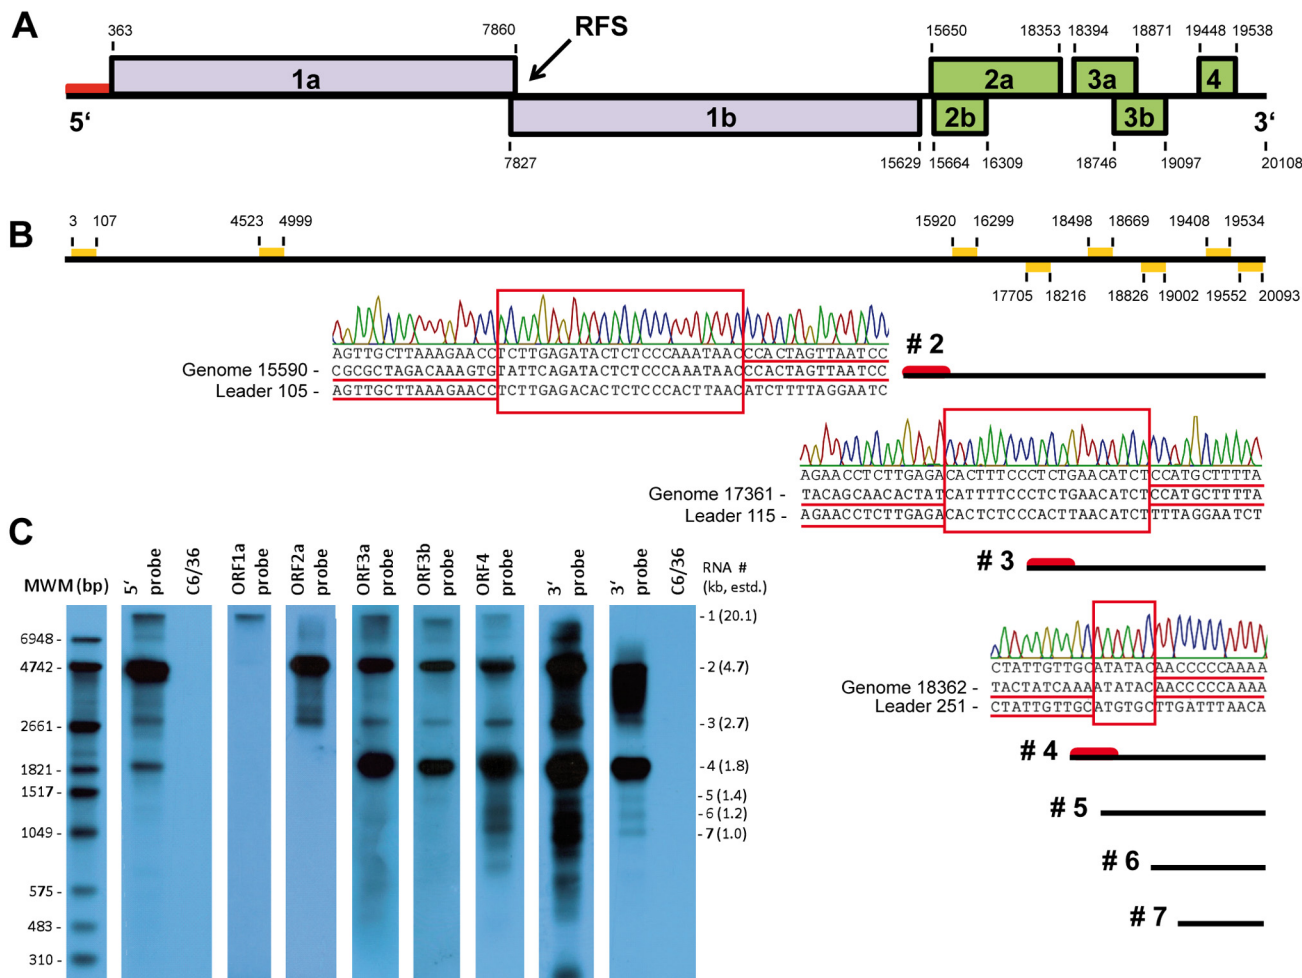 A
363
7860
RFS
15650
18353
18394
18871
19448
19538
1a
2a
3a
4
5‘
1b
2b
3b
3‘
7827
15629
15664
16309
18746
19097
20108
B
3
107
4523
4999
15920
16299
18498
18669
19408
19534
17705
18216
18826
19002
19552
20093
AGTTGCTTAAAGAACCTCTTGAGATACTCTCCCAAATAACCCACTAGTTAATCC
Genome 15590 - CGCGCTAGACAAAGTGTATTCAGATACTCTCCCAAATAACCCACTAGTTAATCC
Leader 105 - AGTTGCTTAAAGAACCTCTTGAGACACTCTCCCACTTAACATCTTTTAGGAATC
# 2
AGAACCTCTTGAGACACTTTCCCTCTGAACATCTCCATGCTTTTA
Genome 17361 - TACAGCAACACTATCATTTTCCCTCTGAACATCTCCATGCTTTTA
Leader 115 - AGAACCTCTTGAGACACTCTCCCACTTAACATCTTTTAGGAATCT
# 3
CTATTGTTGCATATACAACCCCCAAAA
Genome 18362 - TACTATCAAAATATACAACCCCCAAAA
Leader 251 - CTATTGTTGCATGTGCTTGATTTAACA
# 4
# 5
# 6
# 7
C
MWM (bp)
5‘ probe
C6/36
ORF1a probe
ORF2a probe
ORF3a probe
ORF3b probe
ORF4 probe
3‘ probe
3‘ probe
C6/36
RNA #
(kb, estd.)
6948 -
4742 -
2661 -
1821 -
1517 -
1049 -
575 -
483 -
310 -
- 1 (20.1)
- 2 (4.7)
- 3 (2.7)
- 4 (1.8)
- 5 (1.4)
- 6 (1.2)
- 7 (1.0)